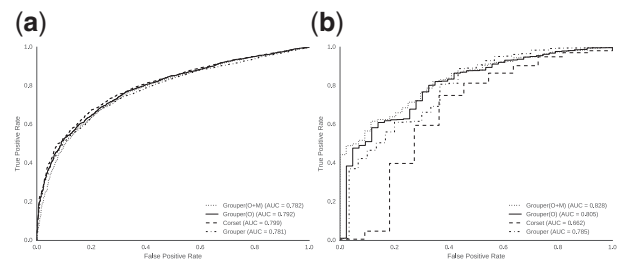 (a)
1.0
0.8
0.6
0.4
0.2
0.0
True Positive Rate
0.0 0.2 0.4 0.6 0.8 1.0
False Positive Rate
Grouper(O+M) (AUC = 0.782)
Grouper(O) (AUC = 0.792)
Corset (AUC = 0.799)
Grouper (AUC = 0.781)
(b)
1.0
0.8
0.6
0.4
0.2
0.0
True Positive Rate
0.0 0.2 0.4 0.6 0.8 1.0
False Positive Rate
Grouper(O+M) (AUC = 0.828)
Grouper(O) (AUC = 0.805)
Corset (AUC = 0.662)
Grouper (AUC = 0.785)